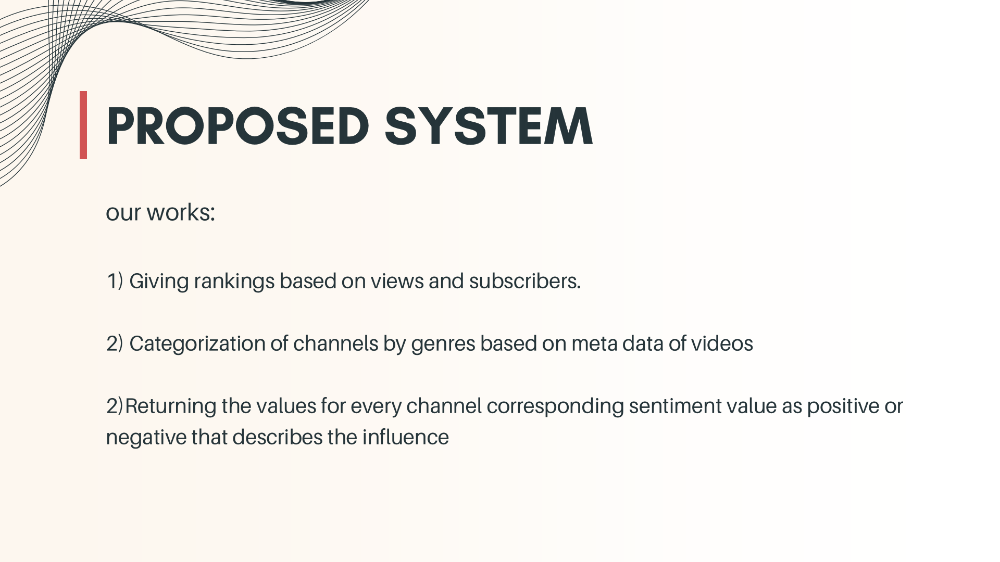 PROPOSED SYSTEM
our works:
1) Giving rankings based on views and subscribers.
2) Categorization of channels by genres based on meta data of videos
2)Returning the values for every channel corresponding sentiment value as positive or
negative that describes the influence